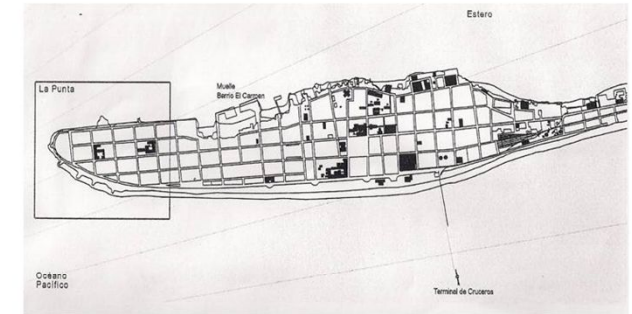 Estero
La Punta
Muelle
Barrio El Carmen
Océano
Pacífico
Terminal de Cruceros